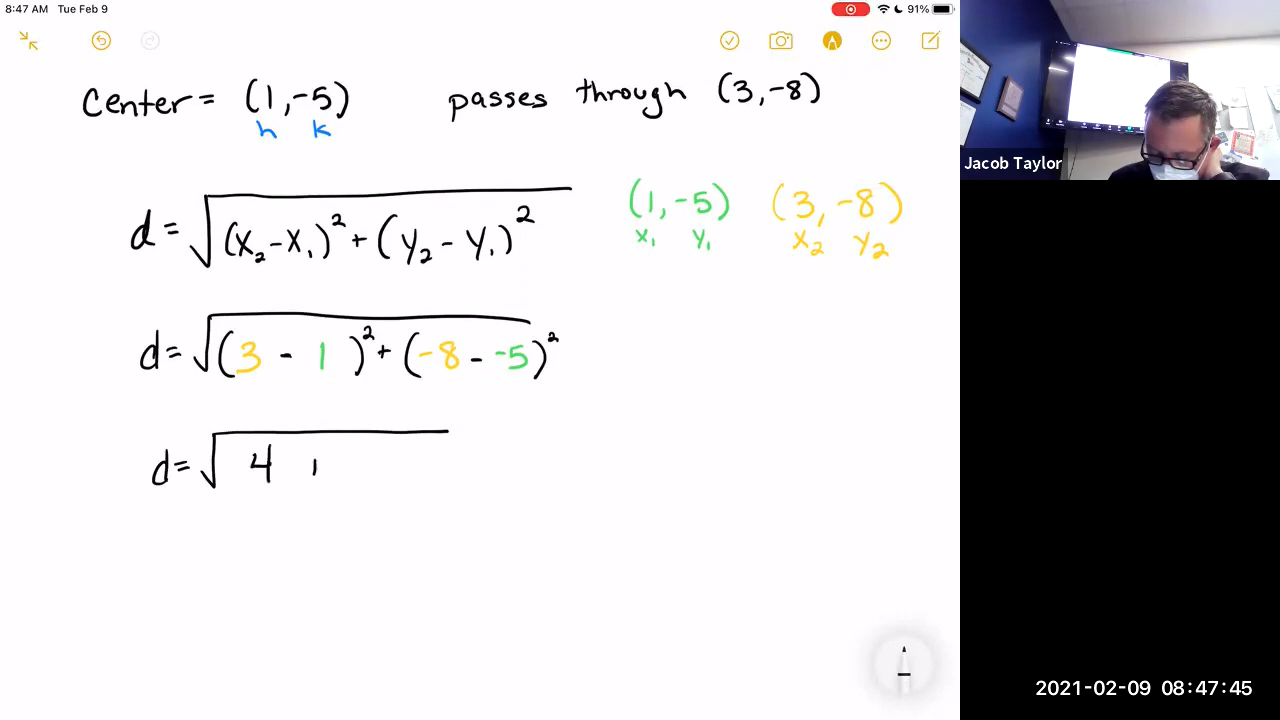 8:47 AM Tue Feb 9
91%
Center = (1, -5) passes through (3, -8)
h k
d = √(x₂ - x₁)² + (y₂ - y₁)² (1, -5) (3, -8)
x₁ y₁ x₂ y₂
d = √(3 - 1)² + (-8 - -5)²
d = √4
Jacob Taylor
2021-02-09 08:47:45